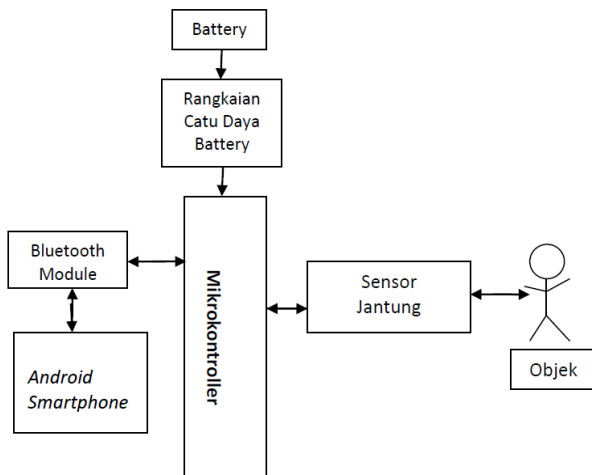 Battery
Rangkaian
Catu Daya
Battery
Bluetooth
Module
Mikrokontroller
Sensor
Jantung
Android
Smartphone
Objek